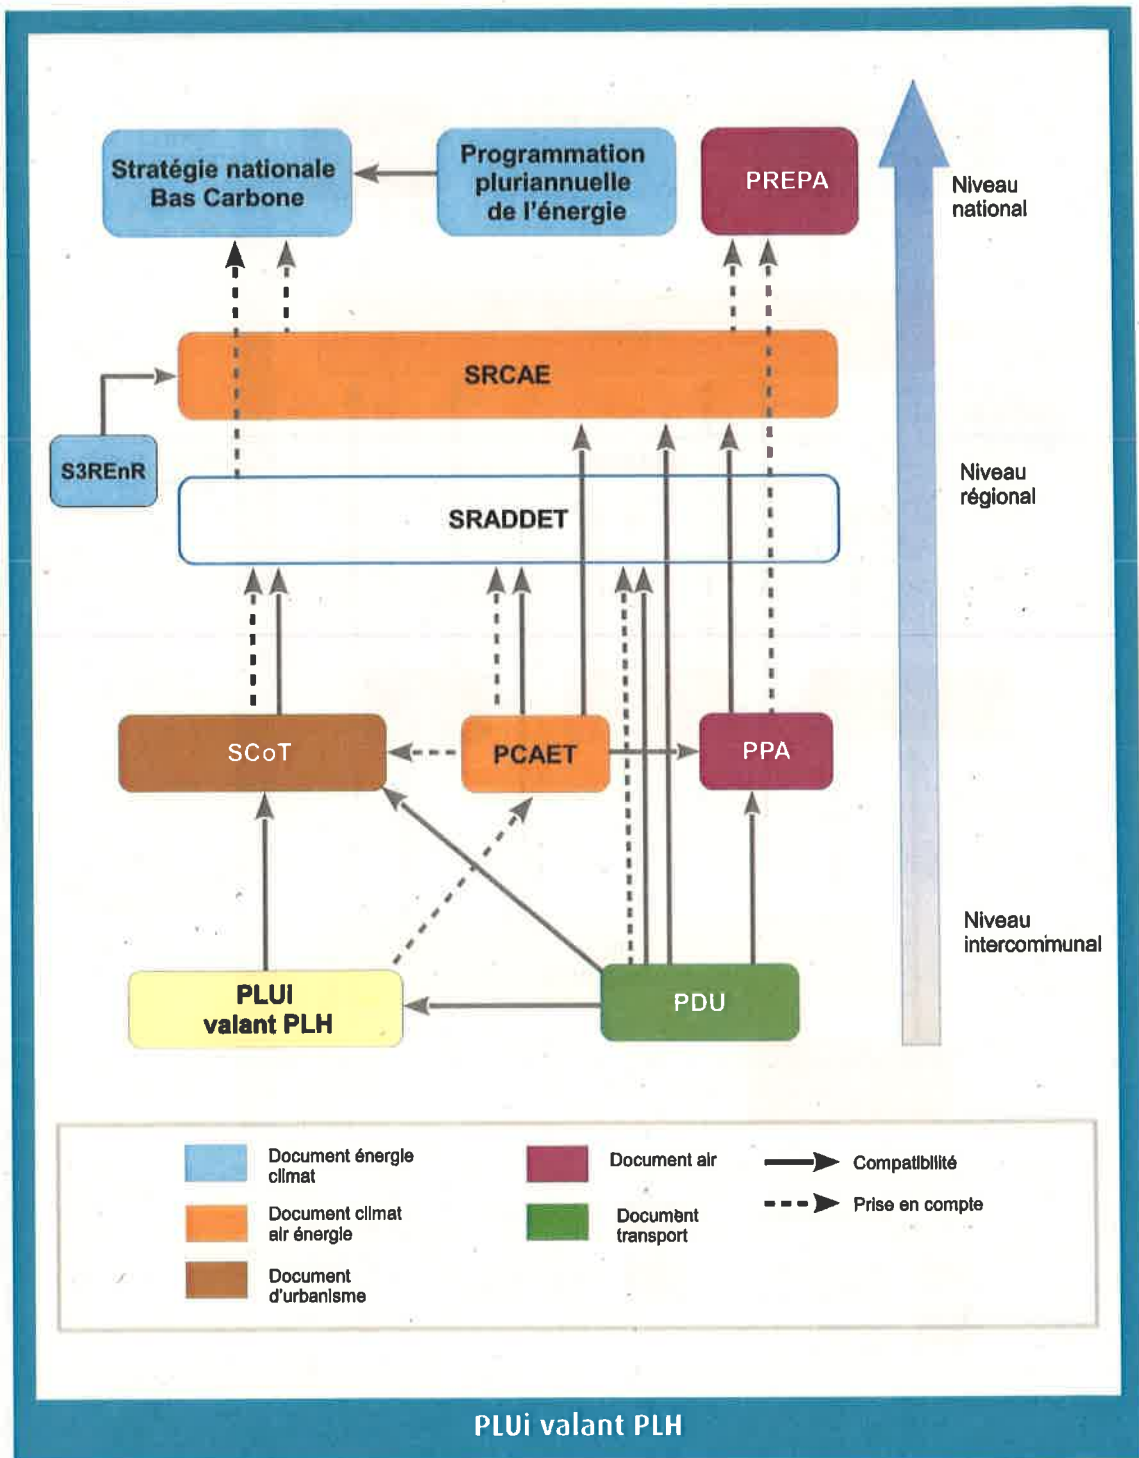 Stratégie nationale
Bas Carbone
Programmation
pluriannuelle
de l'énergie
PREPA
Niveau
national
SRCAE
S3REnR
Niveau
régional
SRADDET
SCoT
PCAET
PPA
Niveau
intercommunal
PLUi
valant PLH
PDU
Document énergie
climat
Document air
Compatibilité
Document climat
air énergie
Document
transport
Prise en compte
Document
d'urbanisme
PLUi valant PLH